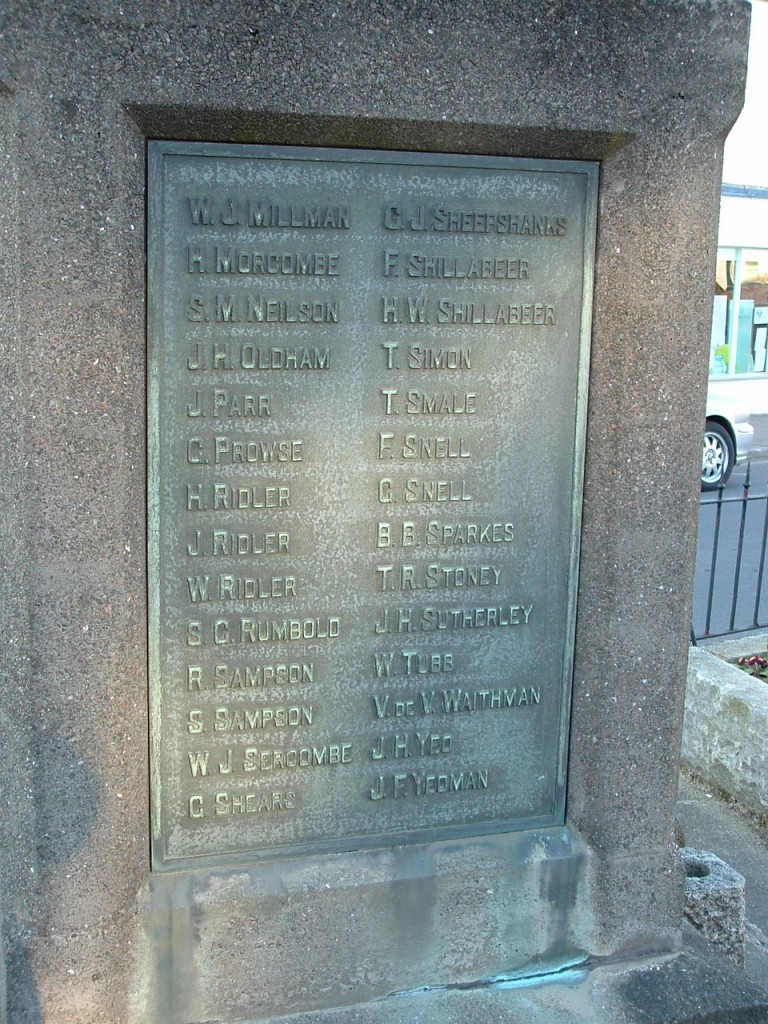 W. J. MILLMAN
H. MORCOMBE
S. M. NEILSON
J. H. OLDHAM
J. PARR
C. PROWSE
H. RIDLER
J. RIDLER
W. RIDLER
S. G. RUMBOLD
R. SAMPSON
S. SAMPSON
W. J. SERCOMBE
G. SHEARS
C. J. SHEEPSHANKS
F. SHILLABEER
H. W. SHILLABEER
T. SIMON
T. SMALE
F. SNELL
G. SNELL
B. B. SPARKES
T. R. STONEY
J. H. SUTHERLEY
W. TUBB
V. DE V. WAITHMAN
J. H. YEO
J. F. YEOMAN